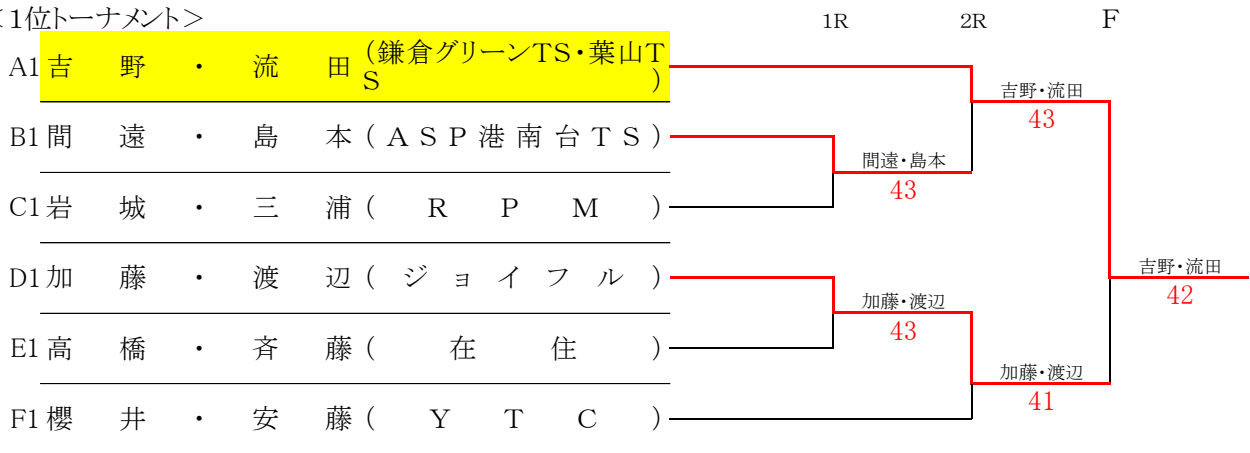 <1位トーナメント>
1R 2R F
A1 吉野・流田 (鎌倉グリーンTS・葉山TS)
吉野・流田
43
B1 間遠・島本 (ASP港南台TS)
間遠・島本
43
C1 岩城・三浦 (RPM)
D1 加藤・渡辺 (ジョイフル)
吉野・流田
42
加藤・渡辺
43
E1 高橋・斉藤 (在住)
加藤・渡辺
41
F1 櫻井・安藤 (YTC)